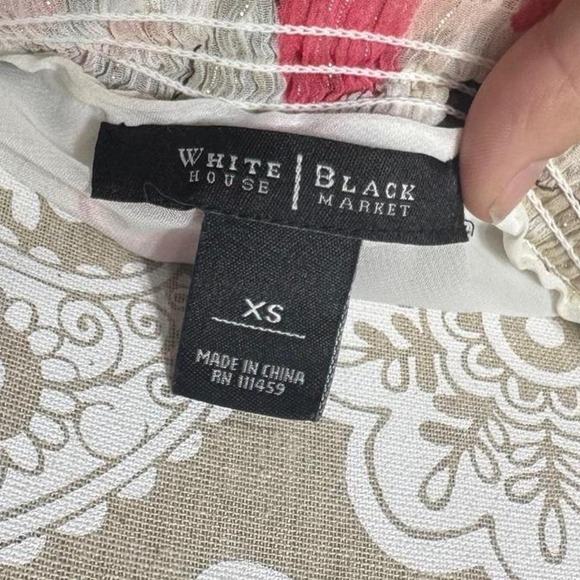 WHITE | BLACK
HOUSE | MARKET
XS
MADE IN CHINA
RN 111459